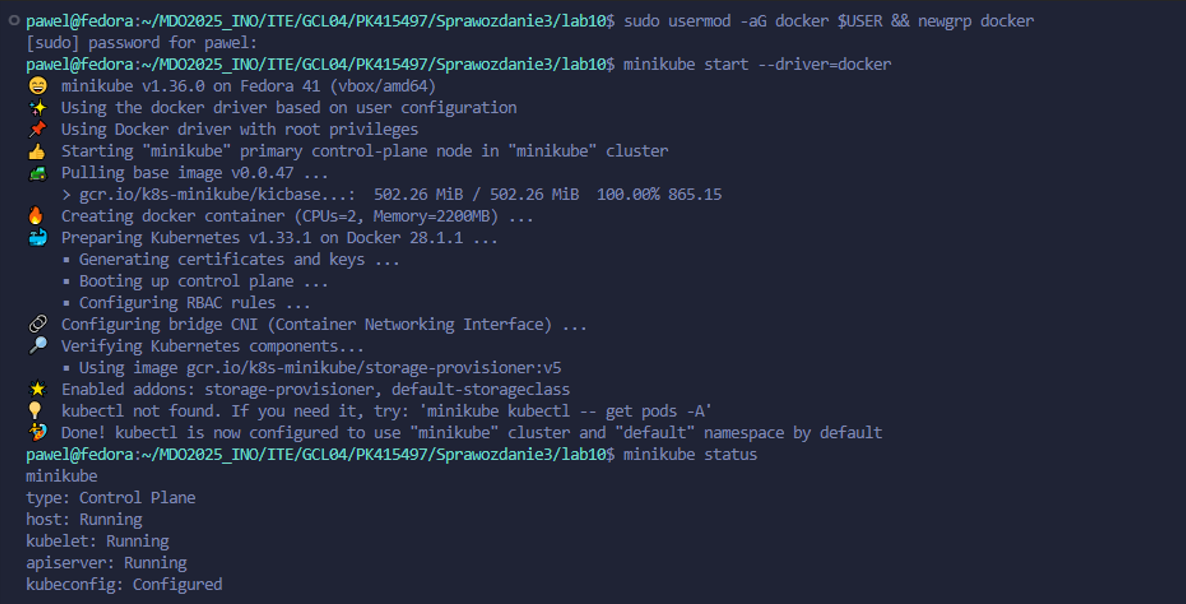 pawel@fedora:~/MDO2025_INO/ITE/GCL04/PK415497/Sprawozdanie3/lab10$ sudo usermod -aG docker $USER && newgrp docker
[sudo] password for pawel:
pawel@fedora:~/MDO2025_INO/ITE/GCL04/PK415497/Sprawozdanie3/lab10$ minikube start --driver=docker
😄 minikube v1.36.0 on Fedora 41 (vbox/amd64)
✨ Using the docker driver based on user configuration
📌 Using Docker driver with root privileges
👍 Starting "minikube" primary control-plane node in "minikube" cluster
🚜 Pulling base image v0.0.47 ...
> gcr.io/k8s-minikube/kicbase...: 502.26 MiB / 502.26 MiB 100.00% 865.15
🔥 Creating docker container (CPUs=2, Memory=2200MB) ...
🐳 Preparing Kubernetes v1.33.1 on Docker 28.1.1 ...
▪ Generating certificates and keys ...
▪ Booting up control plane ...
▪ Configuring RBAC rules ...
🔗 Configuring bridge CNI (Container Networking Interface) ...
🔎 Verifying Kubernetes components...
▪ Using image gcr.io/k8s-minikube/storage-provisioner:v5
🌟 Enabled addons: storage-provisioner, default-storageclass
💡 kubectl not found. If you need it, try: 'minikube kubectl -- get pods -A'
🏄 Done! kubectl is now configured to use "minikube" cluster and "default" namespace by default
pawel@fedora:~/MDO2025_INO/ITE/GCL04/PK415497/Sprawozdanie3/lab10$ minikube status
minikube
type: Control Plane
host: Running
kubelet: Running
apiserver: Running
kubeconfig: Configured